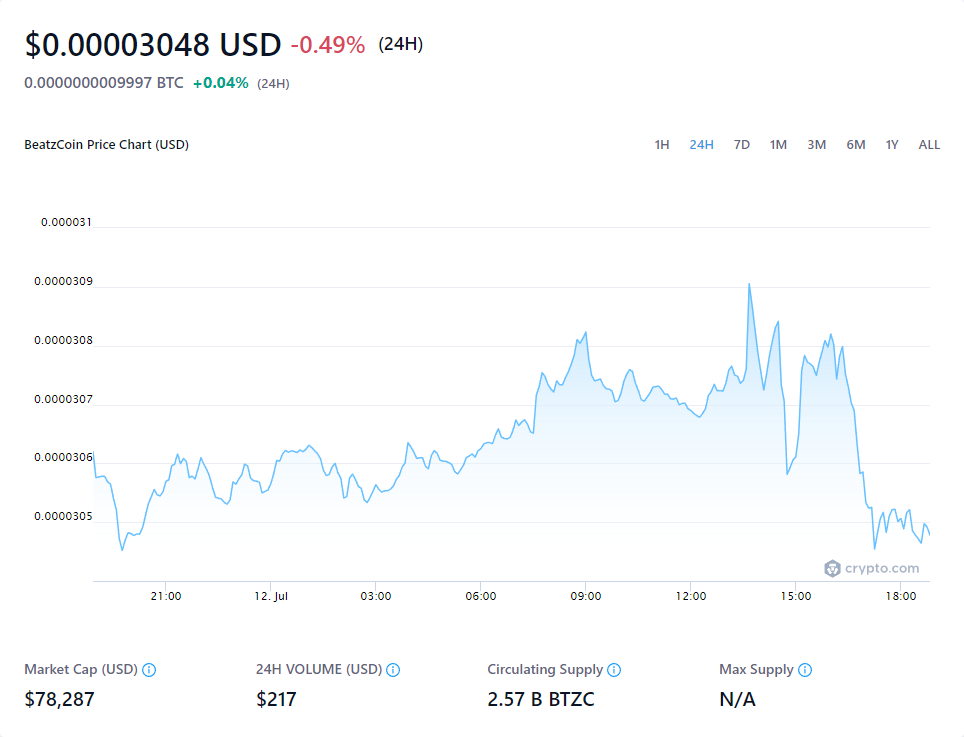 $0.00003048 USD -0.49% (24H)
0.0000000009997 BTC +0.04% (24H)
BeatzCoin Price Chart (USD) 1H 24H 7D 1M 3M 6M 1Y ALL
0.000031
0.0000309
0.0000308
0.0000307
0.0000306
0.0000305
crypto.com
21:00 12. Jul 03:00 06:00 09:00 12:00 15:00 18:00
Market Cap (USD) 24H VOLUME (USD) Circulating Supply Max Supply
$78,287 $217 2.57 B BTZC N/A